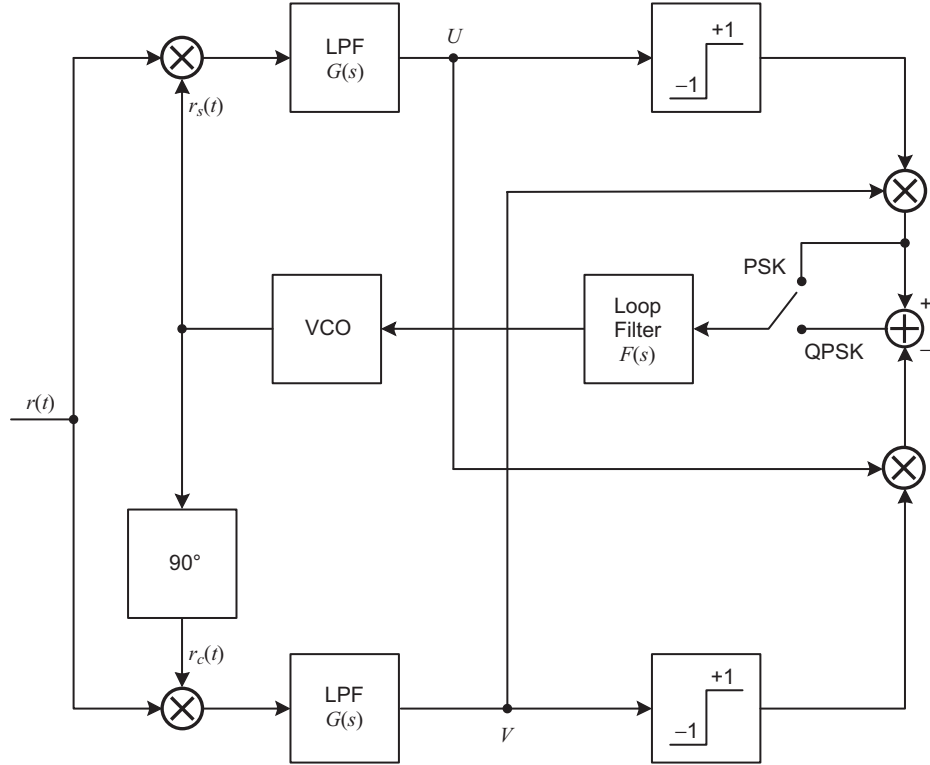 LPF
G(s)
U
+1
−1
r_s(t)
PSK
+
VCO
Loop
Filter
F(s)
QPSK
−
r(t)
90°
r_c(t)
LPF
G(s)
V
+1
−1